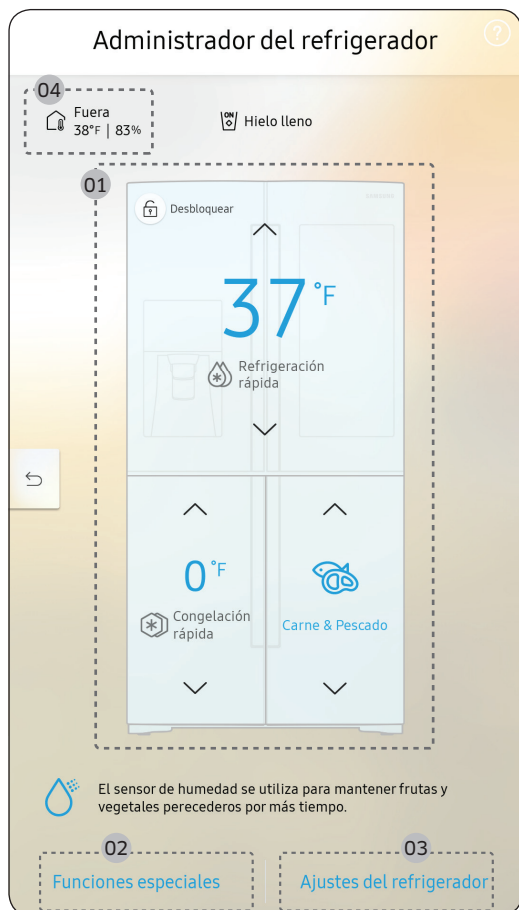 Administrador del refrigerador
?
04
Fuera
38°F | 83%
ON
Hielo lleno
01
Desbloquear
37°F
Refrigeración
rápida
0°F
Congelación
rápida
Carne & Pescado
El sensor de humedad se utiliza para mantener frutas y
vegetales perecederos por más tiempo.
02
03
Funciones especiales
Ajustes del refrigerador